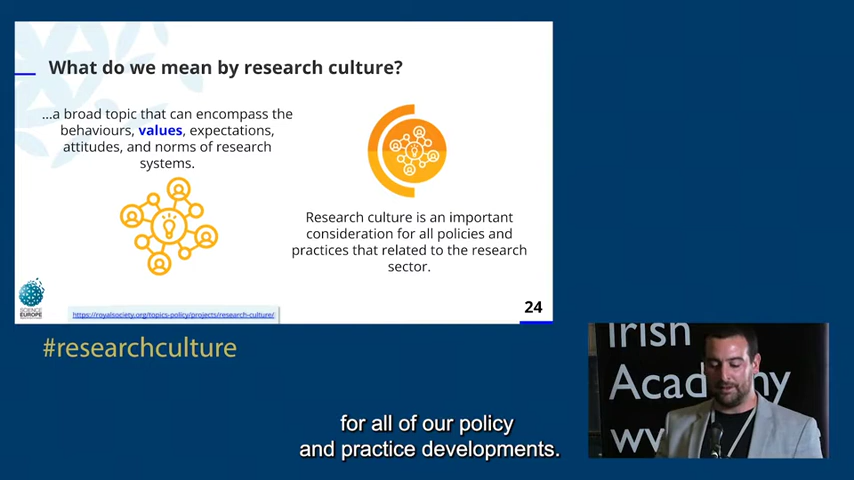 What do we mean by research culture?
...a broad topic that can encompass the
behaviours, values, expectations,
attitudes, and norms of research
systems.
Research culture is an important
consideration for all policies and
practices that related to the research
sector.
SCIENCE
EUROPE
https://royalsociety.org/topics-policy/projects/research-culture/
24
#researchculture
Irish
Academy
for all of our policy
and practice developments.